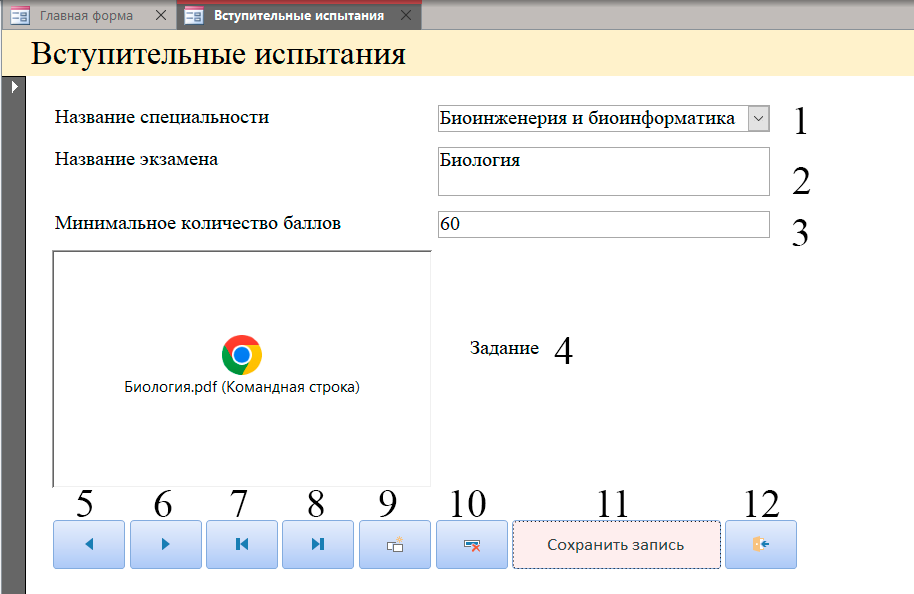 Главная форма Вступительные испытания
Вступительные испытания
Название специальности Биоинженерия и биоинформатика 1
Название экзамена Биология 2
Минимальное количество баллов 60 3
Задание 4
Биология.pdf (Командная строка)
5 6 7 8 9 10 11 12
Сохранить запись